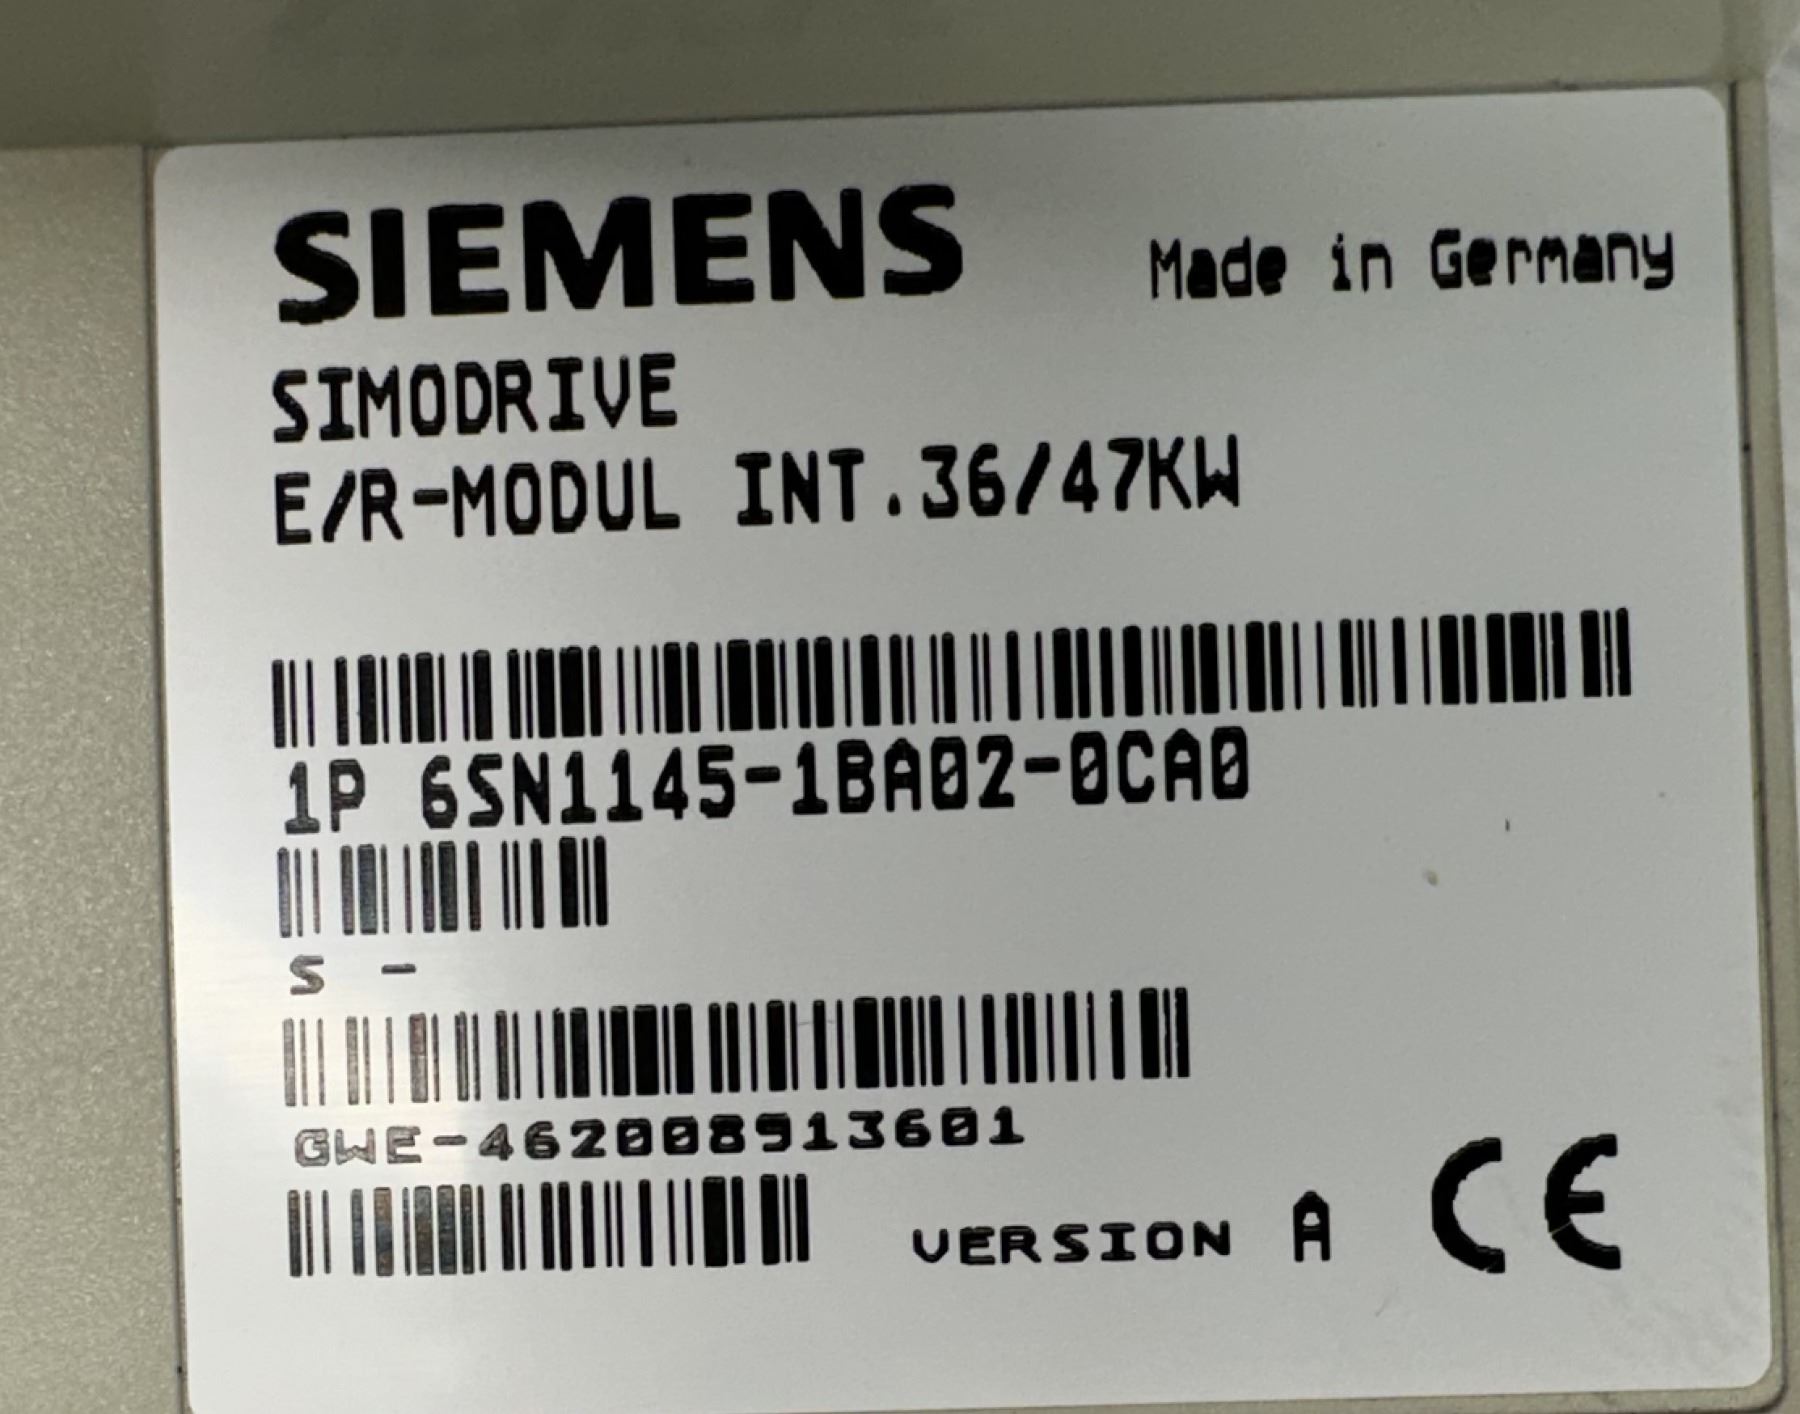 SIEMENS Made in Germany
SIMODRIVE
E/R-MODUL INT.36/47KW
1P 6SN1145-1BA02-0CA0
S -
GWE-462008913601
VERSION A CE